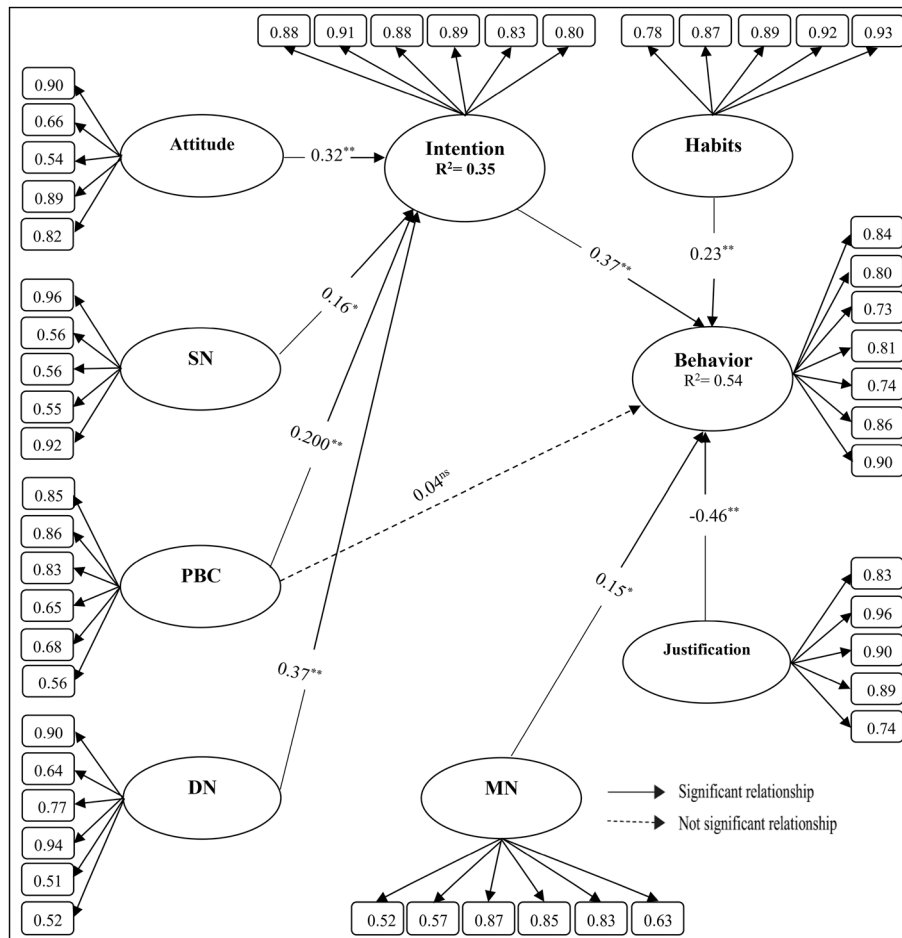 0.88 0.91 0.88 0.89 0.83 0.80
0.78 0.87 0.89 0.92 0.93
0.90
0.66
0.54
0.89
0.82
Attitude
0.32**
Intention
R²= 0.35
Habits
0.37**
0.23**
0.84
0.80
0.73
0.81
0.74
0.86
0.90
Behavior
R²= 0.54
0.96
0.56
0.56
0.55
0.92
SN
0.16*
0.85
0.86
0.83
0.65
0.68
0.56
PBC
0.200**
0.04ns
0.90
0.64
0.77
0.94
0.51
0.52
DN
0.37**
MN
0.15*
0.52 0.57 0.87 0.85 0.83 0.63
-0.46**
Justification
0.83
0.96
0.90
0.89
0.74
Significant relationship
Not significant relationship